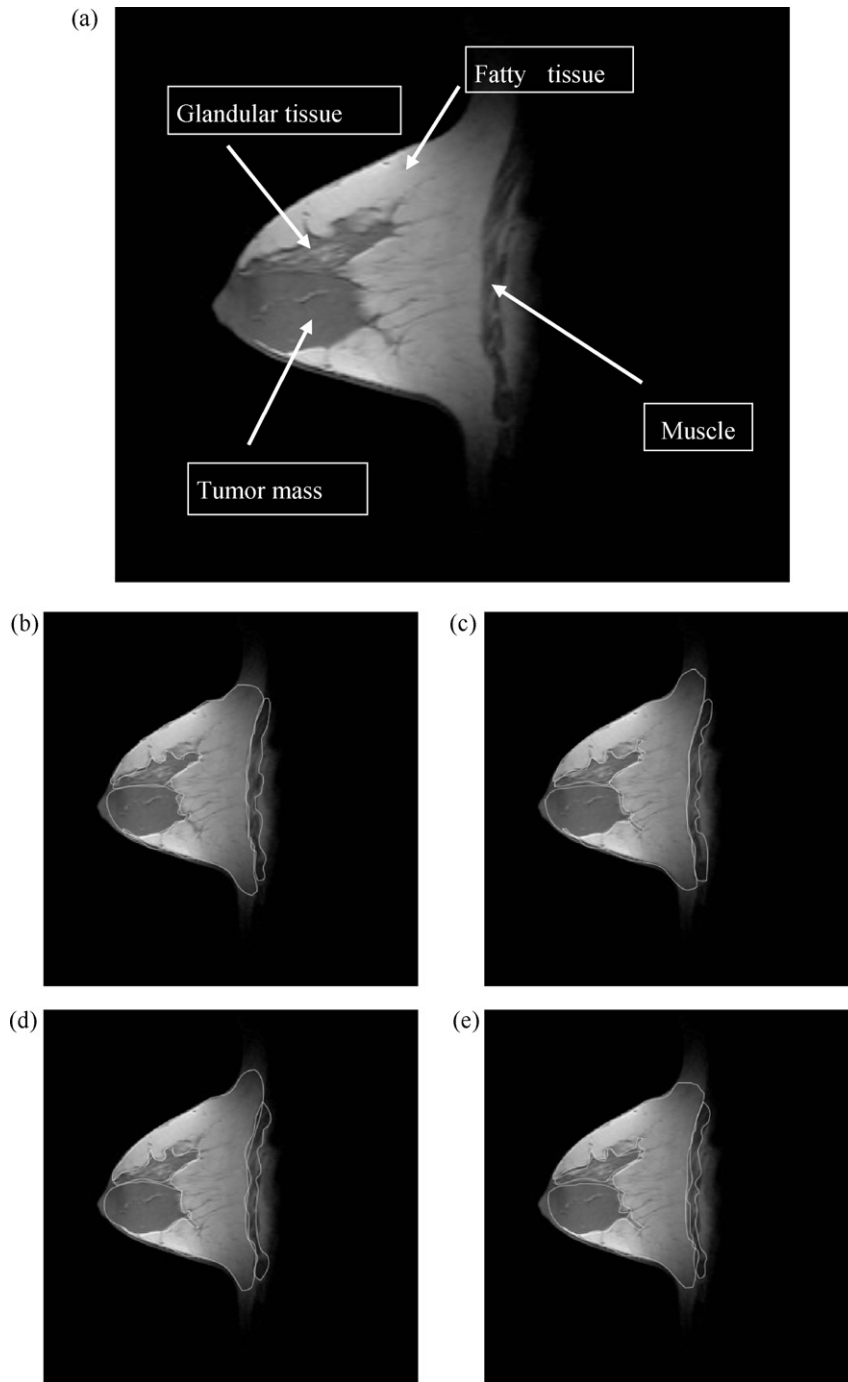 (a)
Fatty tissue
Glandular tissue
Muscle
Tumor mass
(b)
(c)
(d)
(e)